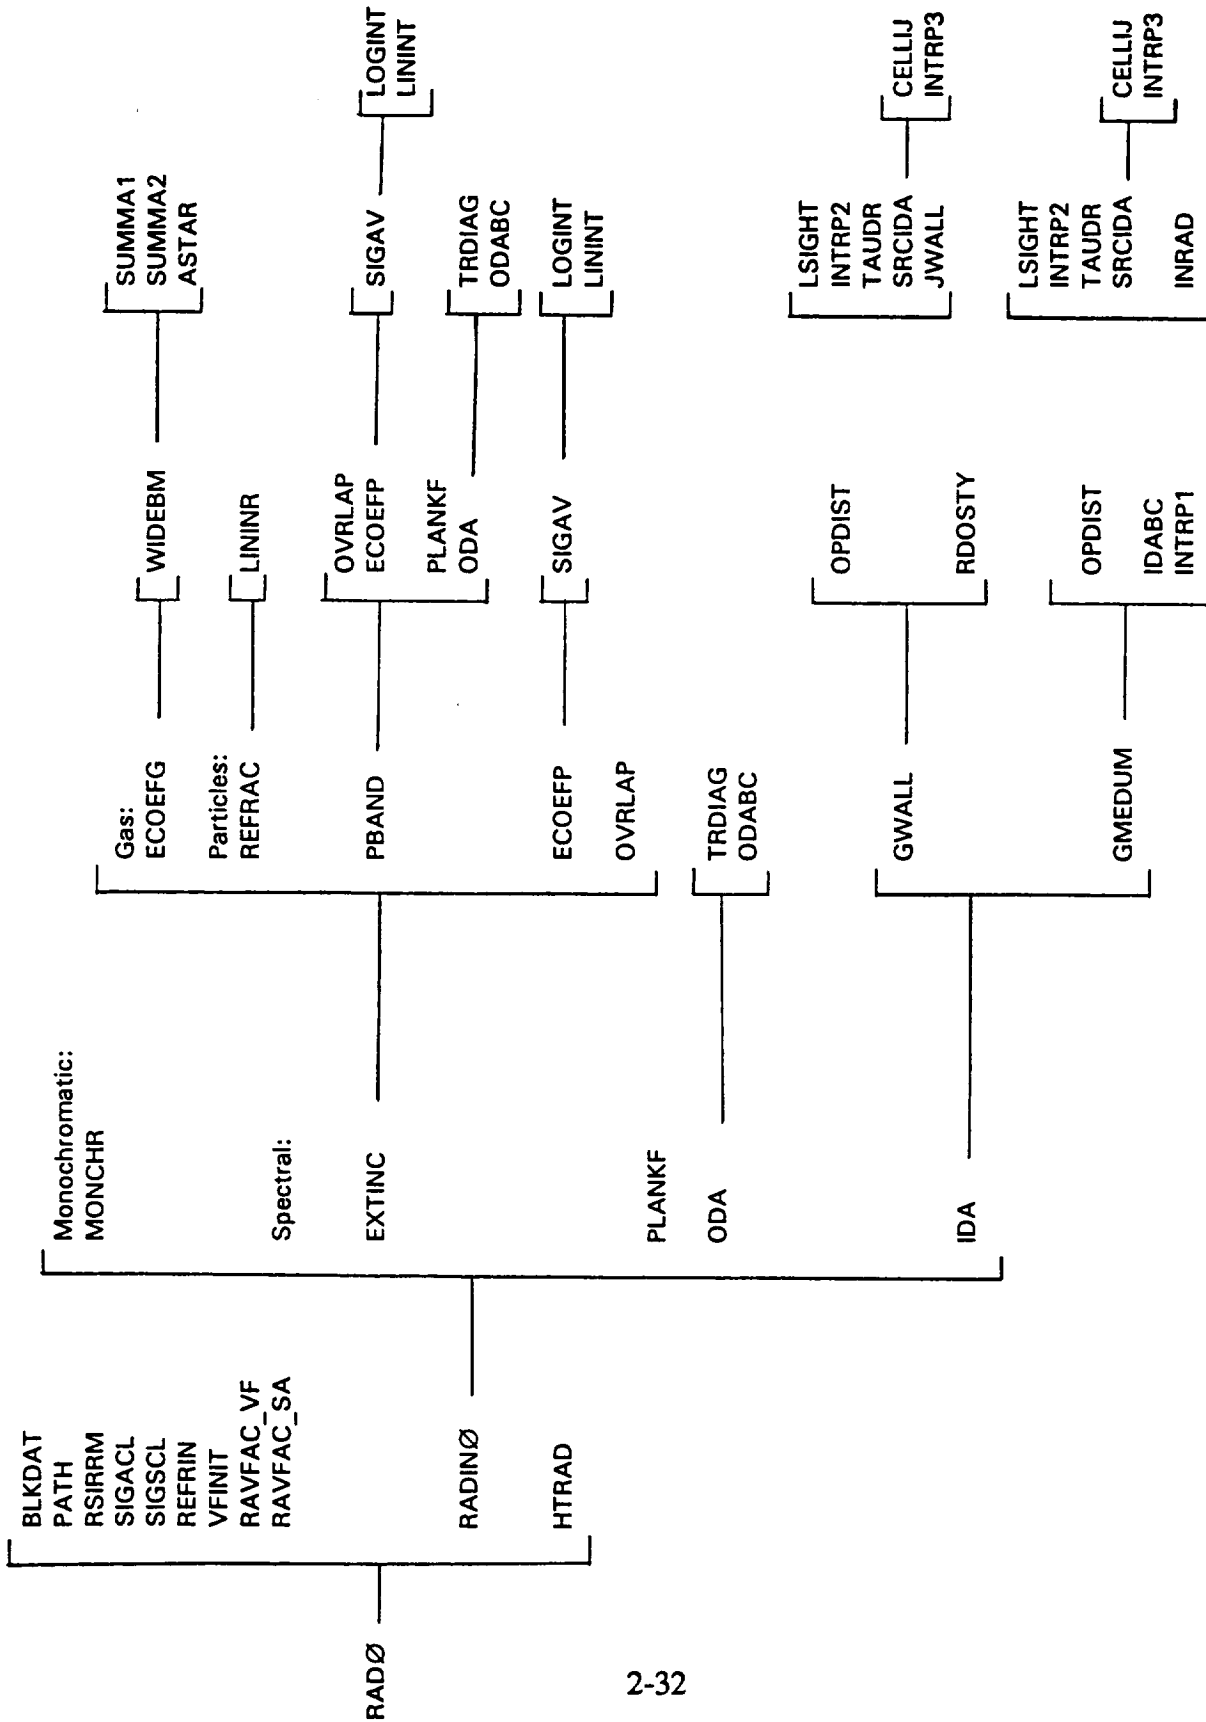 RADØ
BLKDAT
PATH
RSIRRM
SIGACL
SIGSCL
REFRIN
VFINIT
RAVFAC_VF
RAVFAC_SA
RADINØ
HTRAD
Monochromatic:
MONCHR
Spectral:
EXTINC
PLANKF
ODA
IDA
Gas:
ECOEFG
Particles:
REFRAC
PBAND
ECOEFP
OVRLAP
TRDIAG
ODABC
GWALL
GMEDUM
WIDEBM
LININR
OVRLAP
ECOEFP
PLANKF
ODA
SIGAV
OPDIST
RDOSTY
OPDIST
IDABC
INTRP1
SUMMA1
SUMMA2
ASTAR
SIGAV
TRDIAG
ODABC
LOGINT
LININT
LSIGHT
INTRP2
TAUDR
SRCIDA
JWALL
LSIGHT
INTRP2
TAUDR
SRCIDA
INRAD
LOGINT
LININT
CELLIJ
INTRP3
CELLIJ
INTRP3
2-32